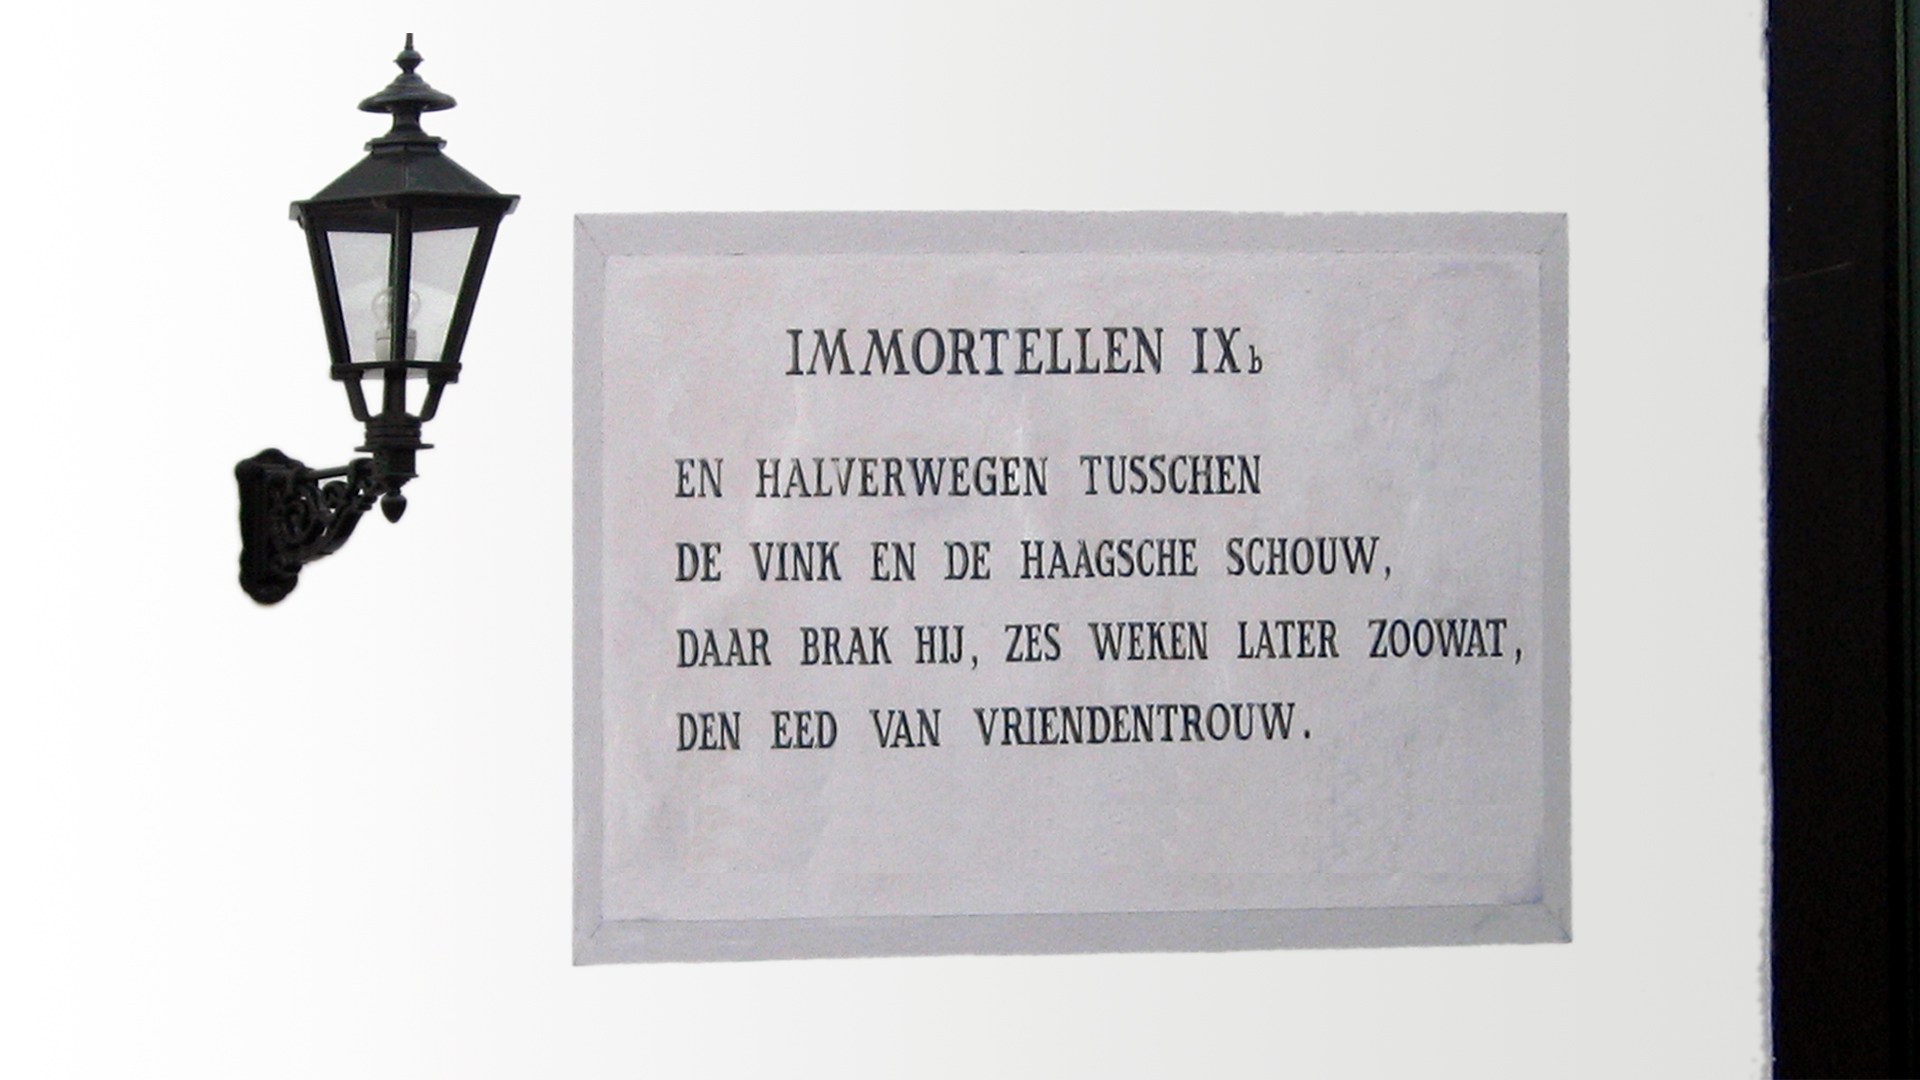 IMMORTELLEN IXb
EN HALVERWEGEN TUSSCHEN
DE VINK EN DE HAAGSCHE SCHOUW,
DAAR BRAK HIJ, ZES WEKEN LATER ZOOWAT,
DEN EED VAN VRIENDENTROUW.